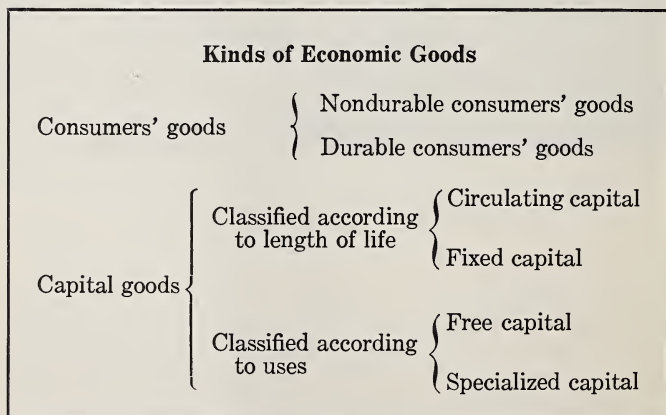 Kinds of Economic Goods
Consumers' goods
Nondurable consumers' goods
Durable consumers' goods
Capital goods
Classified according
to length of life
Circulating capital
Fixed capital
Classified according
to uses
Free capital
Specialized capital